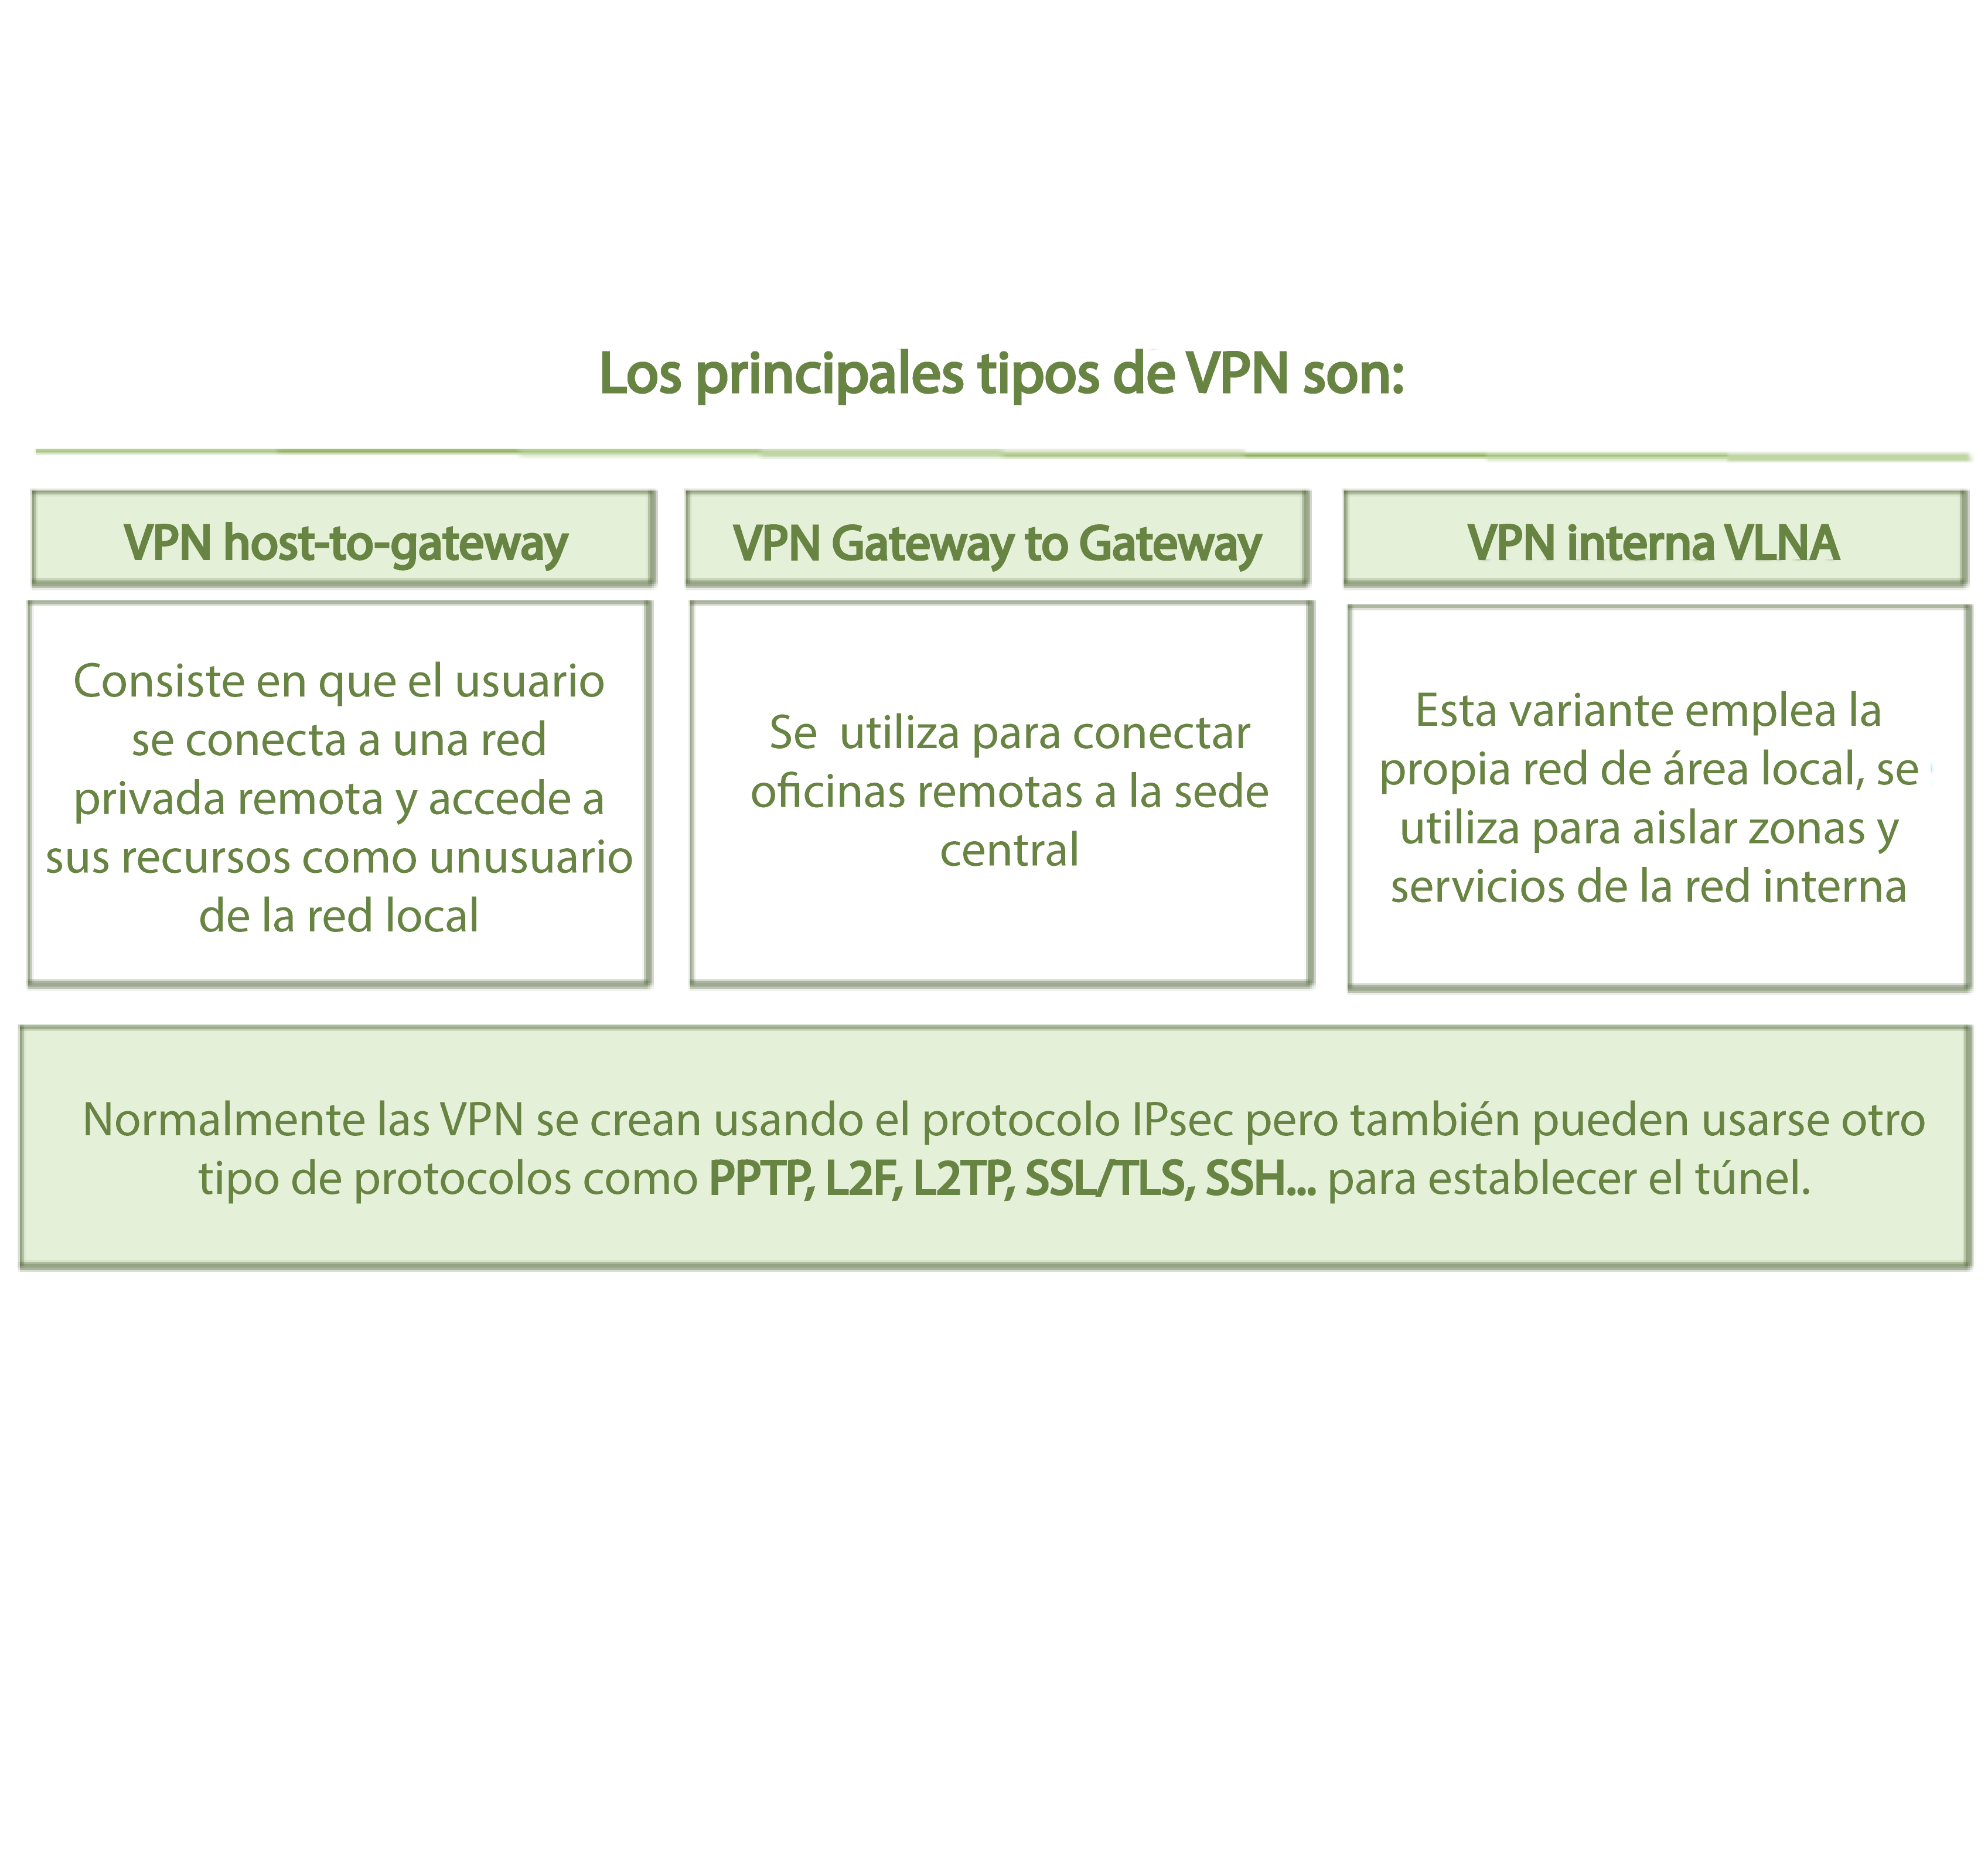 Los principales tipos de VPN son:
VPN host-to-gateway
Consiste en que el usuario
se conecta a una red
privada remota y accede a
sus recursos como unusuario
de la red local
VPN Gateway to Gateway
Se utiliza para conectar
oficinas remotas a la sede
central
VPN interna VLNA
Esta variante emplea la
propia red de área local, se
utiliza para aislar zonas y
servicios de la red interna
Normalmente las VPN se crean usando el protocolo IPsec pero también pueden usarse otro
tipo de protocolos como PPTP, L2F, L2TP, SSL/TLS, SSH... para establecer el túnel.